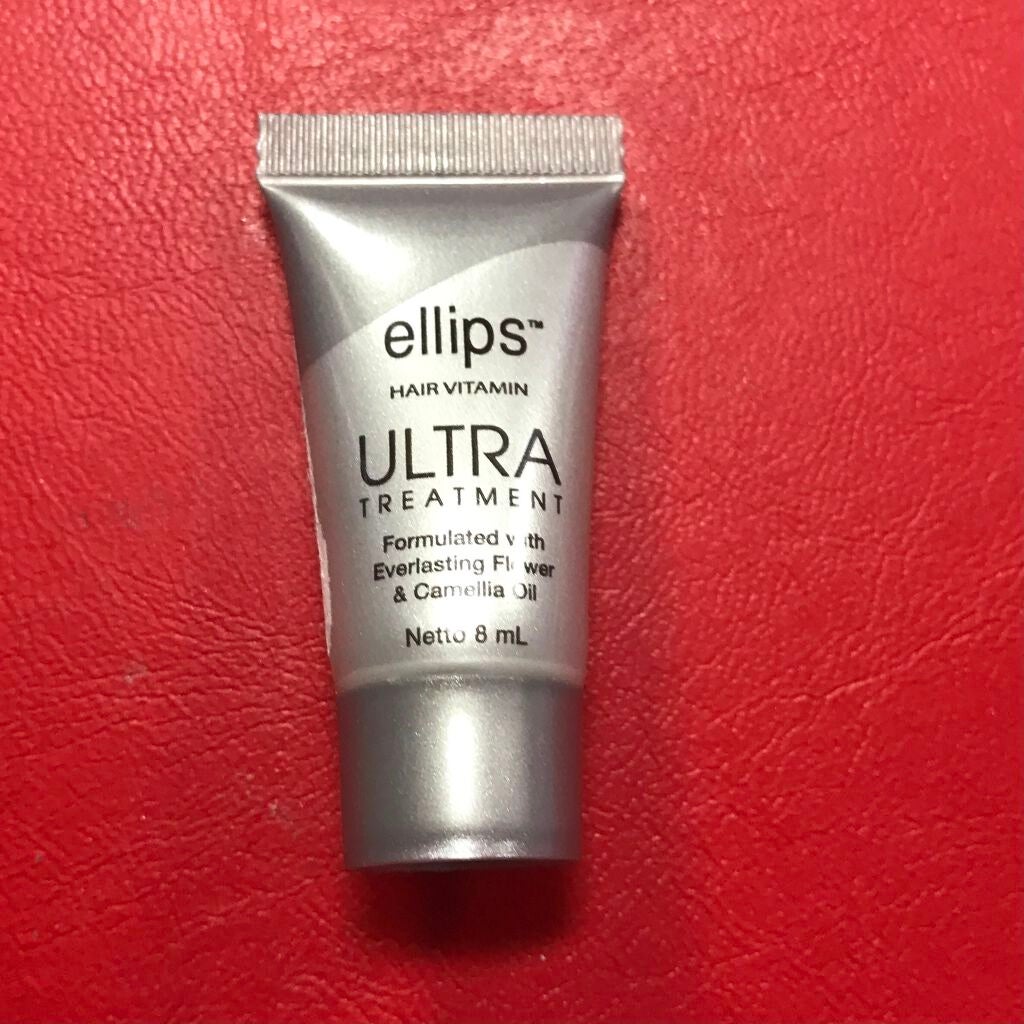 ellips™
HAIR VITAMIN
ULTRA
TREATMENT
Formulated with
Everlasting Flower
& Camellia Oil
Netto 8 mL